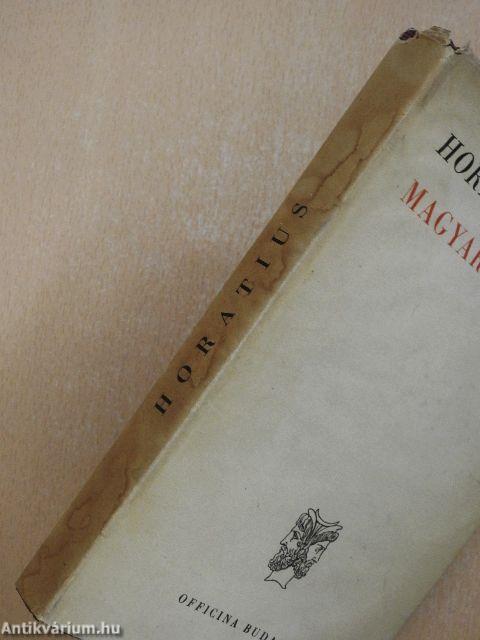 HORATIUS
HOR
MAGYAR
OFFICINA BUDA
Antikvárium.hu